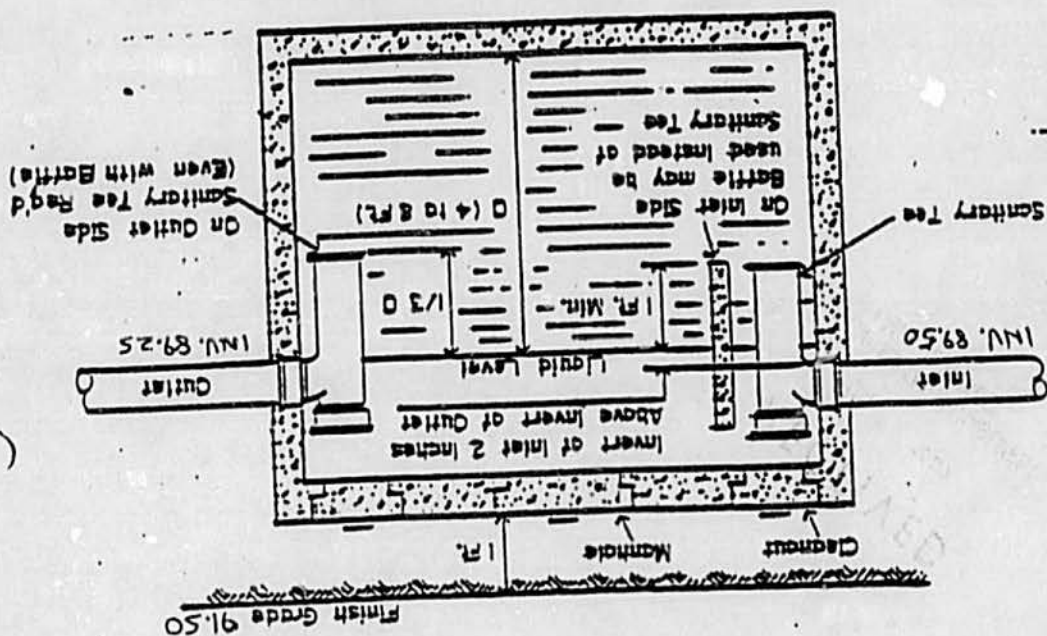 Finish Grade 91.50
Cleanout
Manhole
1 Ft.
Invert of Inlet 2 Inches
Above Invert of Outlet
Inlet
Outlet
INV. 89.50
Liquid Level
INV. 89.25
1 Ft. Min.
1/3 D
D (4 to 8 Ft.)
Sanitary Tee
On Inlet Side
Baffle may be
used Instead of
Sanitary Tee
On Outlet Side
Sanitary Tee Req'd
(Even with Baffle)